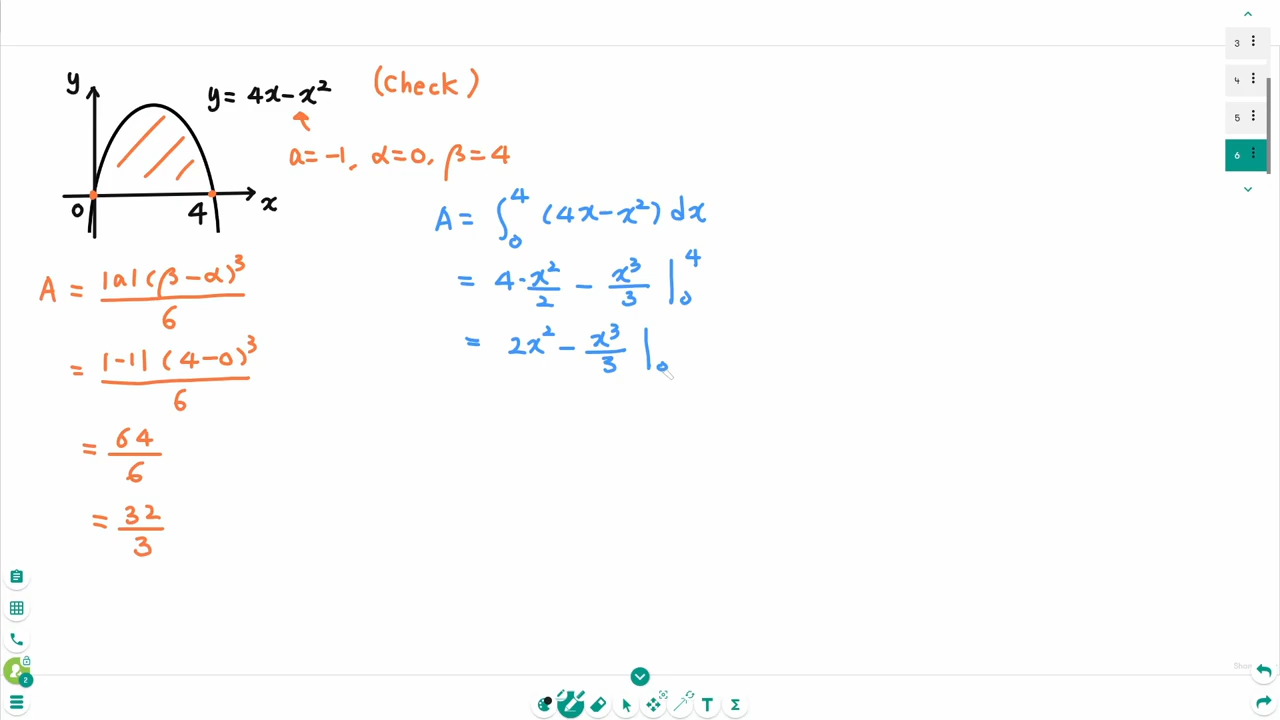 y
y = 4x - x²
(Check)
a = -1, α = 0, β = 4
0
4
x
A = |a|(β - α)³ / 6
= |-1| (4 - 0)³ / 6
= 64 / 6
= 32 / 3
A = ∫₀⁴ (4x - x²) dx
= 4 · x²/2 - x³/3 |₀⁴
= 2x² - x³/3 |₀
3
4
5
6
2
T
Σ